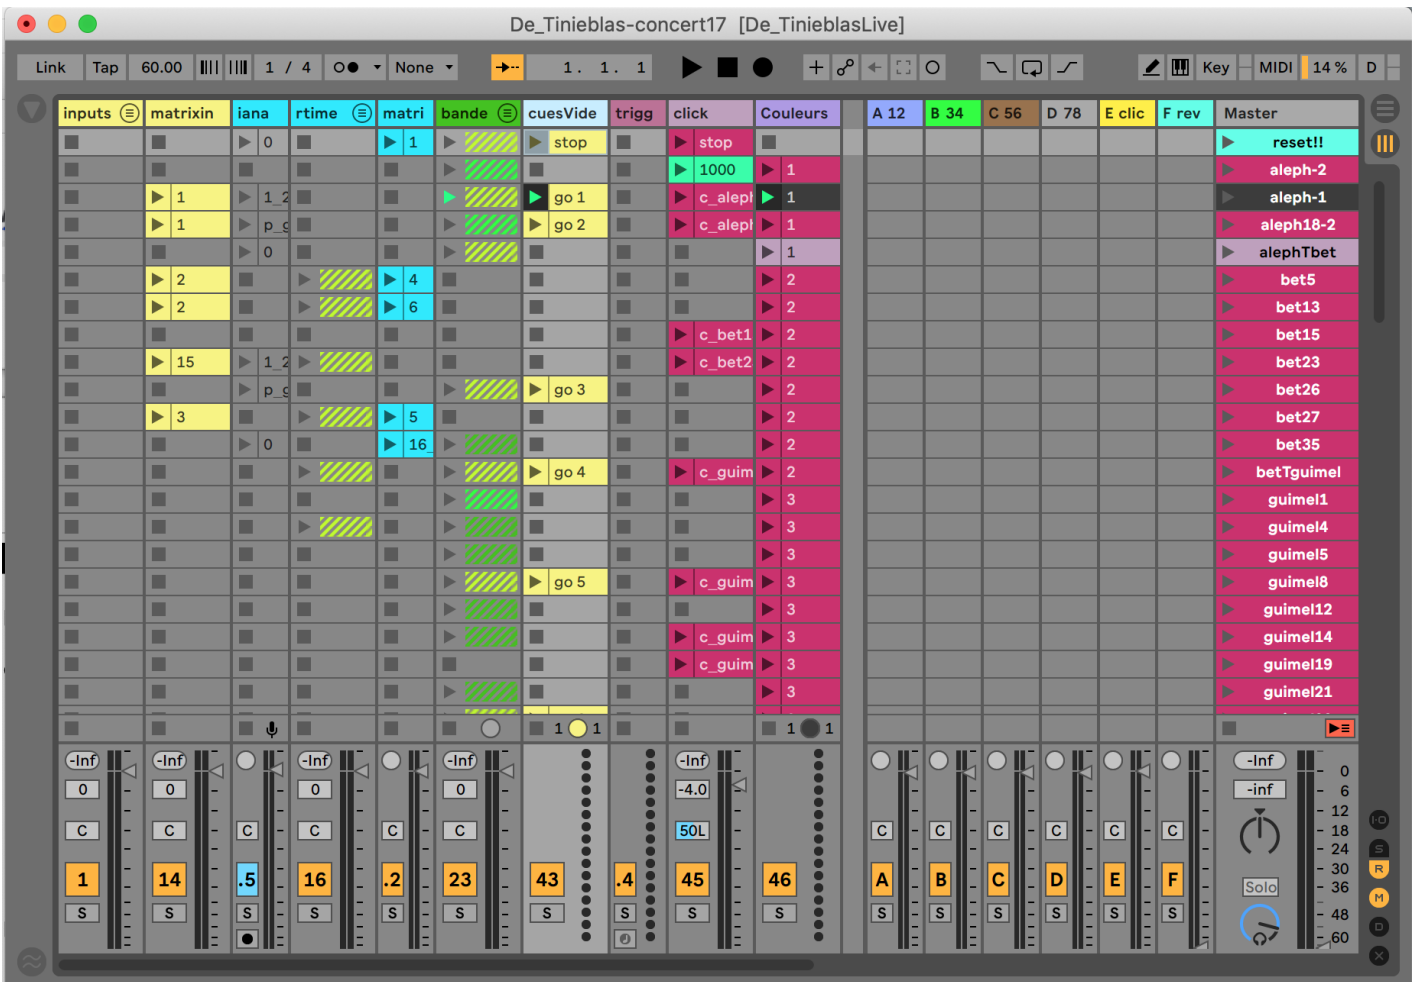 De_Tinieblas-concert17 [De_TinieblasLive]
Link Tap 60.00 1 / 4 None 1. 1. 1 Key MIDI 14 % D
inputs matrixin iana rtime matri bande cuesVide trigg click Couleurs A 12 B 34 C 56 D 78 E clic F rev Master
0 1 stop stop reset!!
1000 1 aleph-2
1 1_2 go 1 c_aleph 1 aleph-1
1 p_g go 2 c_aleph 1 aleph18-2
0 1 alephTbet
2 4 2 bet5
2 6 2 bet13
c_bet1 2 bet15
15 1_2 c_bet2 2 bet23
p_g go 3 2 bet26
3 5 2 bet27
0 16_ 2 bet35
go 4 c_guim 2 betTguimel
3 guimel1
3 guimel4
3 guimel5
go 5 c_guim 3 guimel8
3 guimel12
c_guim 3 guimel14
c_guim 3 guimel19
3 guimel21
1 1 1 1
-Inf -Inf -Inf -Inf -Inf -Inf 0
0 0 0 0 -4.0 -inf 6
12
C C C C C C 50L C C C C C C 18
24
1 14 .5 16 .2 23 43 .4 45 46 A B C D E F 30
Solo 36
S S S S S S S S S S S S S S S S 48
60
I·O
S
R
M
D
X